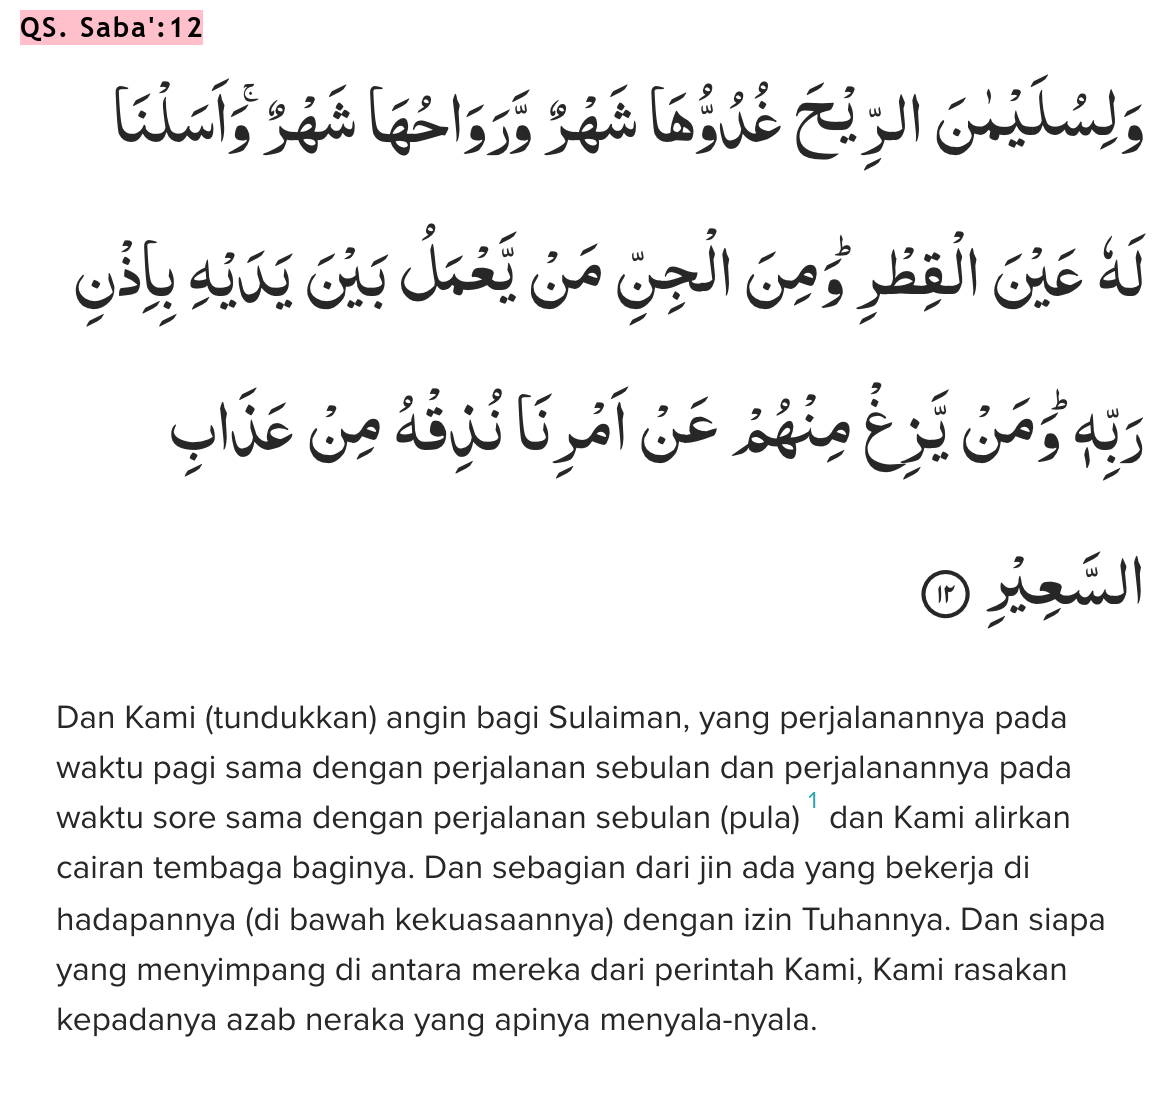 QS. Saba':12
وَلِسُلَيْمٰنَ الرِّيْحَ غُدُوُّهَا شَهْرٌ وَّرَوَاحُهَا شَهْرٌ ۚوَاَسَلْنَا
لَهٗ عَيْنَ الْقِطْرِ ۗوَمِنَ الْجِنِّ مَنْ يَّعْمَلُ بَيْنَ يَدَيْهِ بِاِذْنِ
رَبِّهٖ ۗوَمَنْ يَّزِغْ مِنْهُمْ عَنْ اَمْرِنَا نُذِقْهُ مِنْ عَذَابِ
السَّعِيْرِ ١٢
Dan Kami (tundukkan) angin bagi Sulaiman, yang perjalanannya pada
waktu pagi sama dengan perjalanan sebulan dan perjalanannya pada
waktu sore sama dengan perjalanan sebulan (pula) 1 dan Kami alirkan
cairan tembaga baginya. Dan sebagian dari jin ada yang bekerja di
hadapannya (di bawah kekuasaannya) dengan izin Tuhannya. Dan siapa
yang menyimpang di antara mereka dari perintah Kami, Kami rasakan
kepadanya azab neraka yang apinya menyala-nyala.